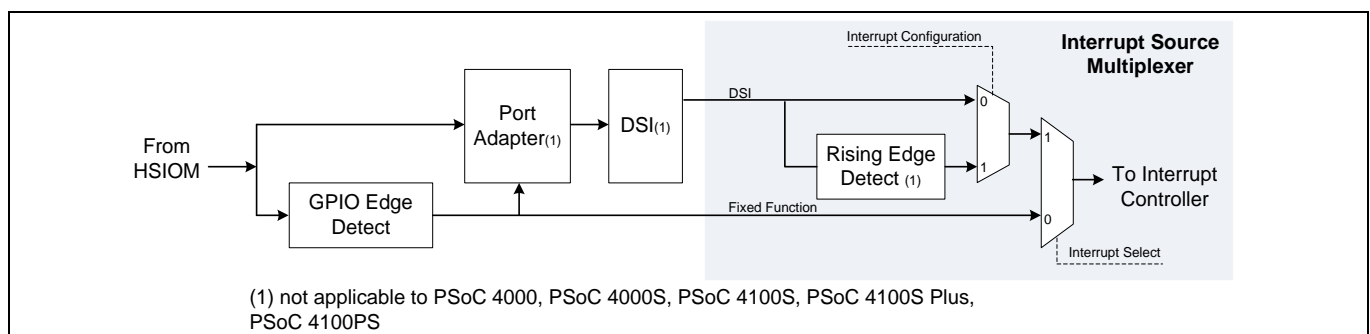 Interrupt Configuration
Interrupt Source
Multiplexer
From
HSIOM
Port
Adapter(1)
DSI(1)
DSI
0
1
Rising Edge
Detect (1)
1
0
To Interrupt
Controller
GPIO Edge
Detect
Fixed Function
Interrupt Select
(1) not applicable to PSoC 4000, PSoC 4000S, PSoC 4100S, PSoC 4100S Plus,
PSoC 4100PS